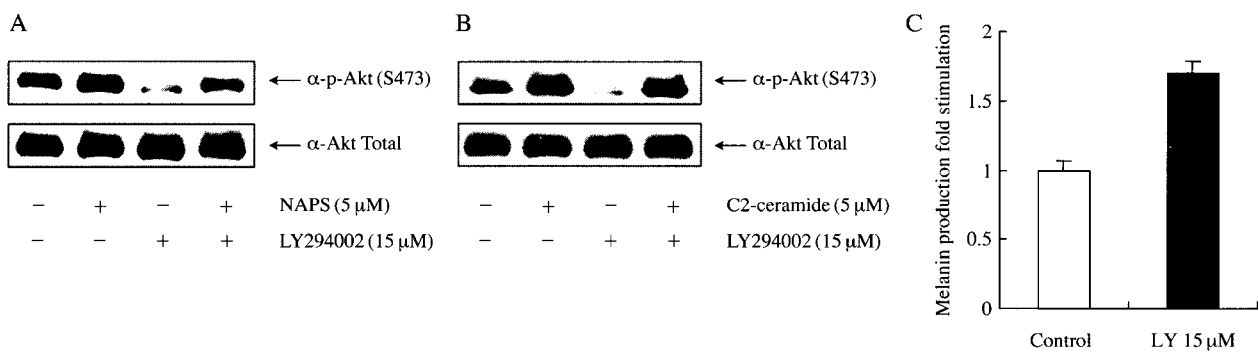 A
α-p-Akt (S473)
α-Akt Total
− + − + NAPS (5 μM)
− − + + LY294002 (15 μM)
B
α-p-Akt (S473)
α-Akt Total
− + − + C2-ceramide (5 μM)
− − + + LY294002 (15 μM)
C
Melanin production fold stimulation
2
1.5
1
0.5
0
Control LY 15 μM